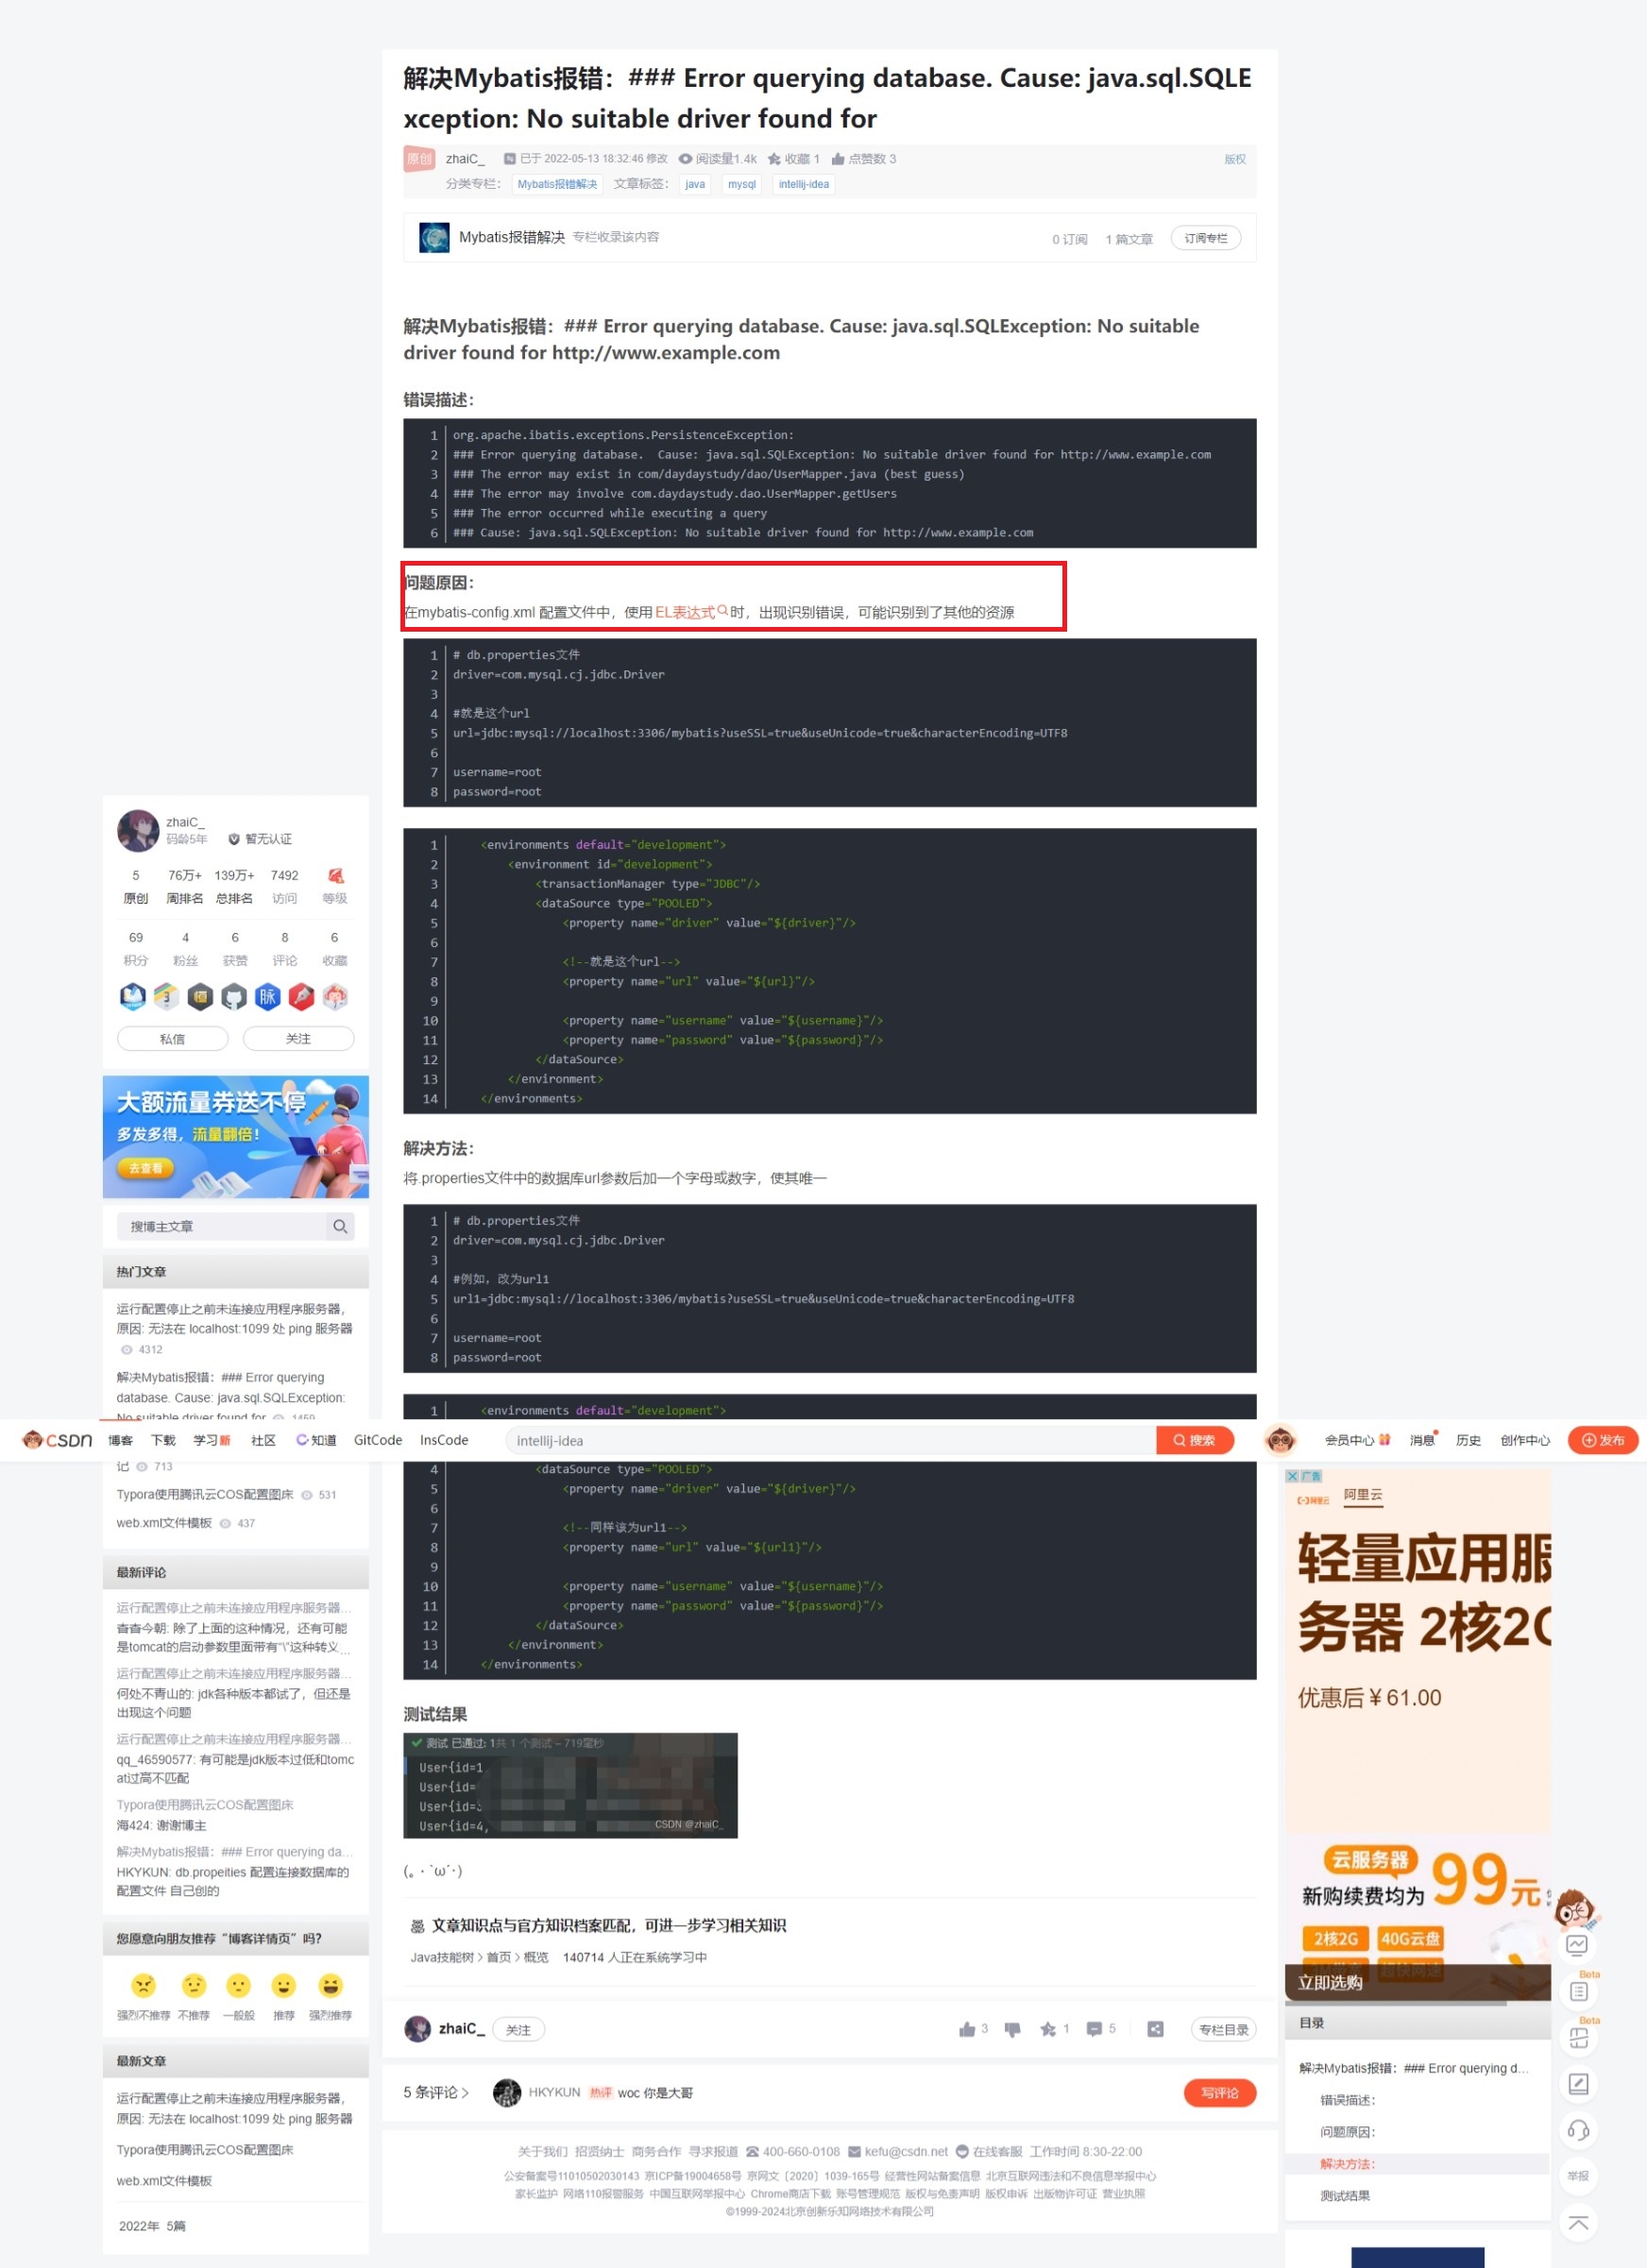 解决Mybatis报错：### Error querying database. Cause: java.sql.SQLE
xception: No suitable driver found for
原创 zhaiC_ 已于 2022-05-13 18:32:46 修改 阅读量1.4k 收藏 1 点赞数 3 版权
分类专栏： Mybatis报错解决 文章标签： java mysql intellij-idea
Mybatis报错解决 专栏收录该内容 0 订阅 1 篇文章 订阅专栏
解决Mybatis报错：### Error querying database. Cause: java.sql.SQLException: No suitable
driver found for http://www.example.com
错误描述：
1 org.apache.ibatis.exceptions.PersistenceException:
2 ### Error querying database.  Cause: java.sql.SQLException: No suitable driver found for http://www.example.com
3 ### The error may exist in com/daydaystudy/dao/UserMapper.java (best guess)
4 ### The error may involve com.daydaystudy.dao.UserMapper.getUsers
5 ### The error occurred while executing a query
6 ### Cause: java.sql.SQLException: No suitable driver found for http://www.example.com
问题原因：
在mybatis-config.xml 配置文件中，使用 EL表达式 时，出现识别错误，可能识别到了其他的资源
1 # db.properties文件
2 driver=com.mysql.cj.jdbc.Driver
3
4 #就是这个url
5 url=jdbc:mysql://localhost:3306/mybatis?useSSL=true&useUnicode=true&characterEncoding=UTF8
6
7 username=root
8 password=root
1 <environments default="development">
2 <environment id="development">
3 <transactionManager type="JDBC"/>
4 <dataSource type="POOLED">
5 <property name="driver" value="${driver}"/>
6
7 <!--就是这个url-->
8 <property name="url" value="${url}"/>
9
10 <property name="username" value="${username}"/>
11 <property name="password" value="${password}"/>
12 </dataSource>
13 </environment>
14 </environments>
解决方法：
将.properties文件中的数据库url参数后加一个字母或数字，使其唯一
1 # db.properties文件
2 driver=com.mysql.cj.jdbc.Driver
3
4 #例如，改为url1
5 url1=jdbc:mysql://localhost:3306/mybatis?useSSL=true&useUnicode=true&characterEncoding=UTF8
6
7 username=root
8 password=root
1 <environments default="development">
CSDN 博客 下载 学习新 社区 C知道 GitCode InsCode intellij-idea 搜索 会员中心 消息 历史 创作中心 发布
4 <dataSource type="POOLED">
5 <property name="driver" value="${driver}"/>
6
7 <!--同样该为url1-->
8 <property name="url" value="${url1}"/>
9
10 <property name="username" value="${username}"/>
11 <property name="password" value="${password}"/>
12 </dataSource>
13 </environment>
14 </environments>
测试结果
测试 已通过: 1共 1 个测试 – 719毫秒
User{id=1
User{id=
User{id=3
User{id=4,
CSDN @zhaiC_
(｡･`ω´･)
文章知识点与官方知识档案匹配，可进一步学习相关知识
Java技能树 首页 概览 140714 人正在系统学习中
zhaiC_ 关注 3 1 5 专栏目录
5 条评论 HKYKUN 热评 woc 你是大哥 写评论
关于我们 招贤纳士 商务合作 寻求报道 400-660-0108 kefu@csdn.net 在线客服 工作时间 8:30-22:00
公安备案号11010502030143 京ICP备19004658号 京网文〔2020〕1039-165号 经营性网站备案信息 北京互联网违法和不良信息举报中心
家长监护 网络110报警服务 中国互联网举报中心 Chrome商店下载 账号管理规范 版权与免责声明 版权申诉 出版物许可证 营业执照
©1999-2024北京创新乐知网络技术有限公司
zhaiC_
码龄5年 暂无认证
5 76万+ 139万+ 7492
原创 周排名 总排名 访问 等级
69 4 6 8 6
积分 粉丝 获赞 评论 收藏
私信 关注
大额流量券送不停
多发多得，流量翻倍！
去查看
搜博主文章
热门文章
运行配置停止之前未连接应用程序服务器，
原因: 无法在 localhost:1099 处 ping 服务器
4312
解决Mybatis报错：### Error querying
database. Cause: java.sql.SQLException:
No suitable driver found for 1459
记 713
Typora使用腾讯云COS配置图床 531
web.xml文件模板 437
最新评论
运行配置停止之前未连接应用程序服务器...
杳杳今朝: 除了上面的这种情况，还有可能
是tomcat的启动参数里面带有“\”这种转义...
运行配置停止之前未连接应用程序服务器...
何处不青山的: jdk各种版本都试了，但还是
出现这个问题
运行配置停止之前未连接应用程序服务器...
qq_46590577: 有可能是jdk版本过低和tomc
at过高不匹配
Typora使用腾讯云COS配置图床
海424: 谢谢博主
解决Mybatis报错：### Error querying da...
HKYKUN: db.propeities 配置连接数据库的
配置文件 自己创的
您愿意向朋友推荐“博客详情页”吗？
强烈不推荐 不推荐 一般般 推荐 强烈推荐
最新文章
运行配置停止之前未连接应用程序服务器，
原因: 无法在 localhost:1099 处 ping 服务器
Typora使用腾讯云COS配置图床
web.xml文件模板
2022年 5篇
广告
阿里云 阿里云
轻量应用服
务器 2核2G
优惠后￥61.00
云服务器
新购续费均为99元
2核2G 40G云盘
立即选购
目录
解决Mybatis报错：### Error querying d...
错误描述：
问题原因：
解决方法：
测试结果
Beta
Beta
举报